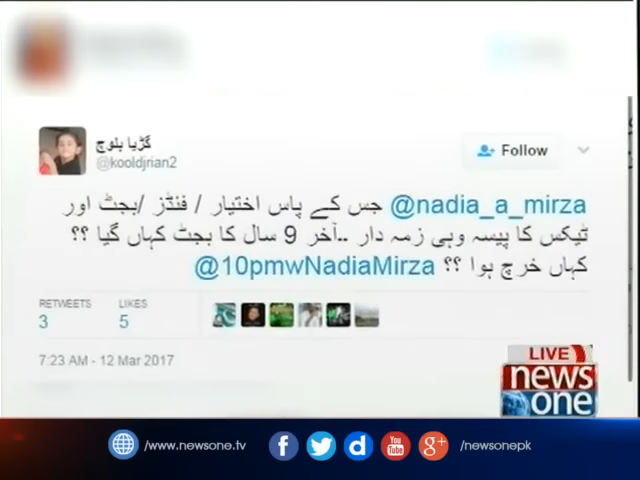 گڑیا بلوچ
@kooldjrian2
Follow
@nadia_a_mirza جس کے پاس اختیار / فنڈز /بجٹ اور
ٹیکس کا پیسہ وہی زمہ دار ..آخر 9 سال کا بجٹ کہاں گیا ؟؟
کہاں خرچ ہوا ؟؟ @10pmwNadiaMirza
RETWEETS LIKES
3 5
7:23 AM - 12 Mar 2017
LIVE
news
one
/www.newsone.tv f d You Tube g+ /newsonepk